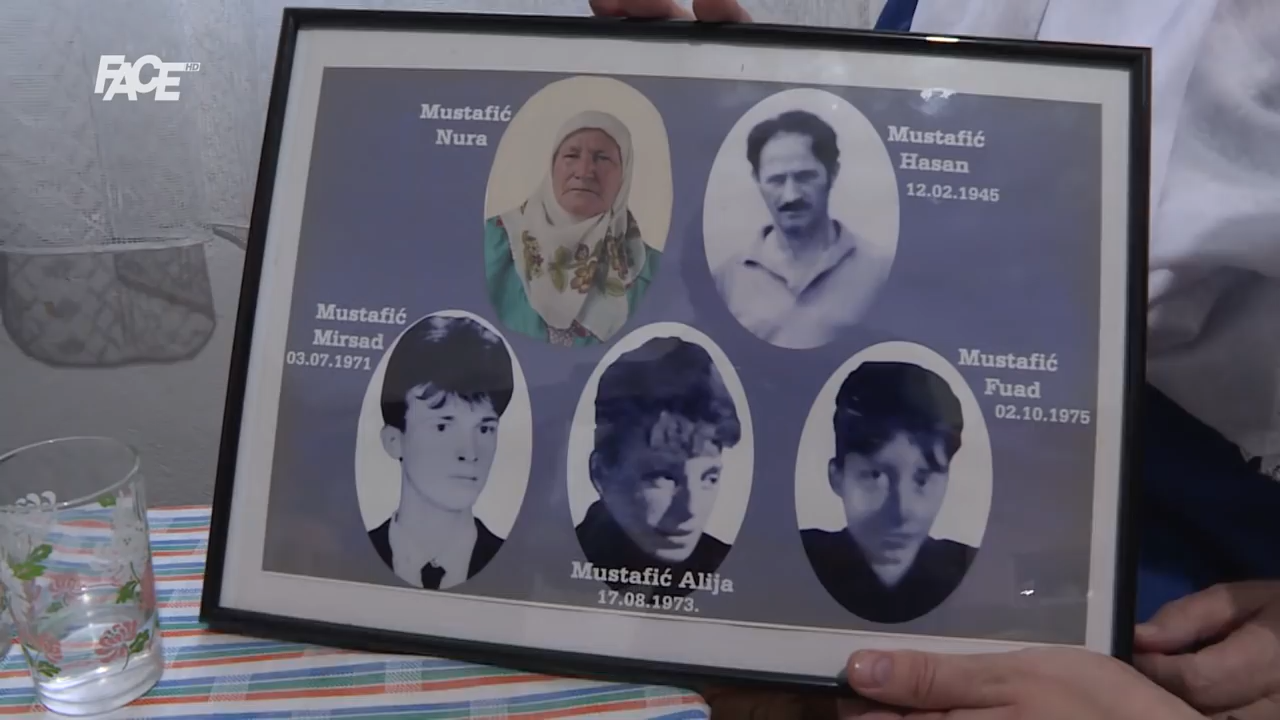 FACE HD
Mustafić
Nura
Mustafić
Hasan
12.02.1945
Mustafić
Mirsad
03.07.1971
Mustafić Alija
17.08.1973.
Mustafić
Fuad
02.10.1975